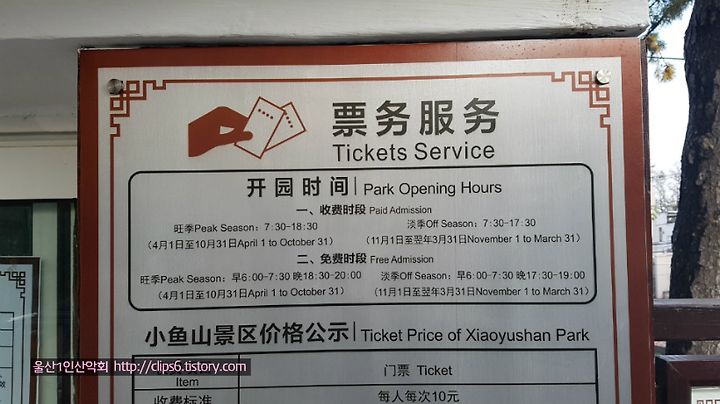 票务服务
Tickets Service
开园时间 | Park Opening Hours
一、收费时段 Paid Admission
旺季Peak Season：7:30-18:30 淡季Off Season：7:30-17:30
（4月1日至10月31日April 1 to October 31） （11月1日至翌年3月31日November 1 to March 31）
二、免费时段 Free Admission
旺季Peak Season：早6:00-7:30 晚18:30-20:00 淡季Off Season：早6:00-7:30 晚17:30-19:00
（4月1日至10月31日April 1 to October 31） （11月1日至翌年3月31日November 1 to March 31）
小鱼山景区价格公示 | Ticket Price of Xiaoyushan Park
门票 Ticket
Item
收费标准 每人每次10元
울산1인산악회 http://clips6.tistory.com